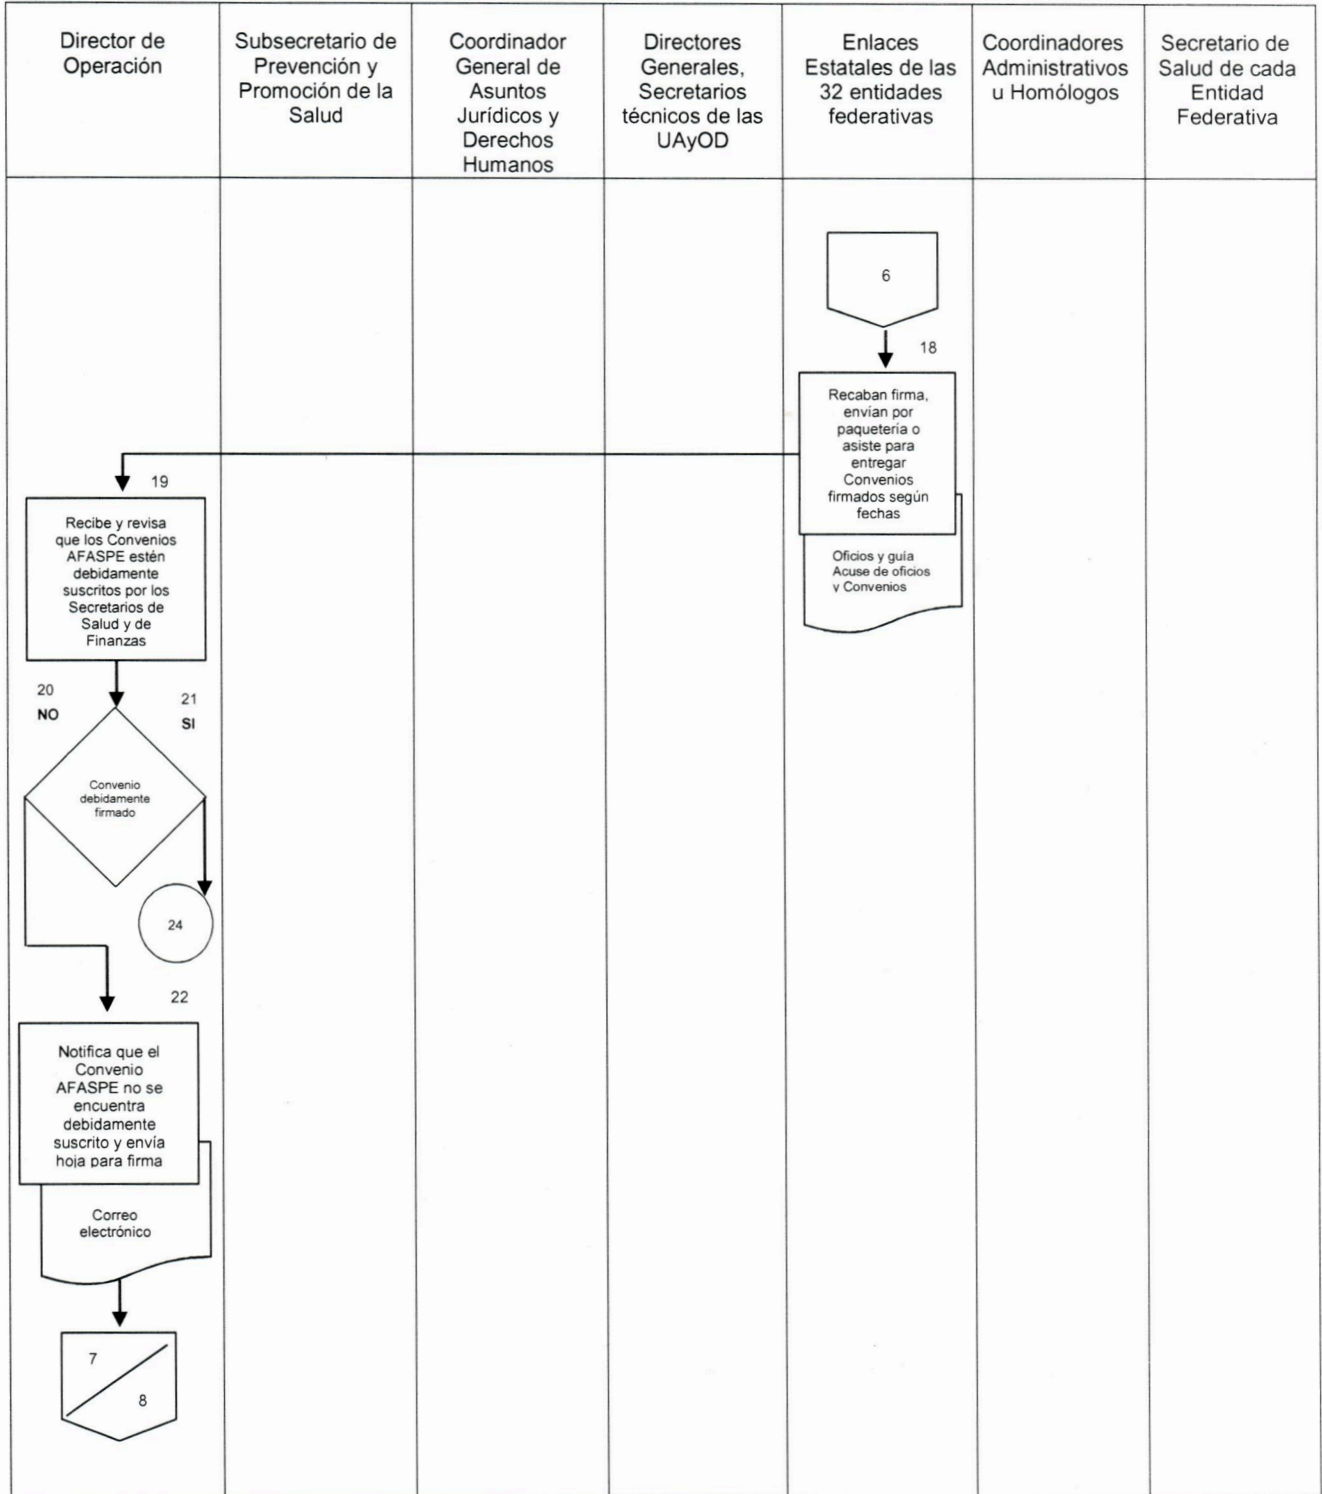 Director de
Operación
Subsecretario de
Prevención y
Promoción de la
Salud
Coordinador
General de
Asuntos
Jurídicos y
Derechos
Humanos
Directores
Generales,
Secretarios
técnicos de las
UAyOD
Enlaces
Estatales de las
32 entidades
federativas
Coordinadores
Administrativos
u Homólogos
Secretario de
Salud de cada
Entidad
Federativa
6
18
Recaban firma,
envían por
paquetería o
asiste para
entregar
Convenios
firmados según
fechas
Oficios y guía
Acuse de oficios
y Convenios
19
Recibe y revisa
que los Convenios
AFASPE estén
debidamente
suscritos por los
Secretarios de
Salud y de
Finanzas
20
NO
21
SI
Convenio
debidamente
firmado
24
22
Notifica que el
Convenio
AFASPE no se
encuentra
debidamente
suscrito y envía
hoja para firma
Correo
electrónico
7
8